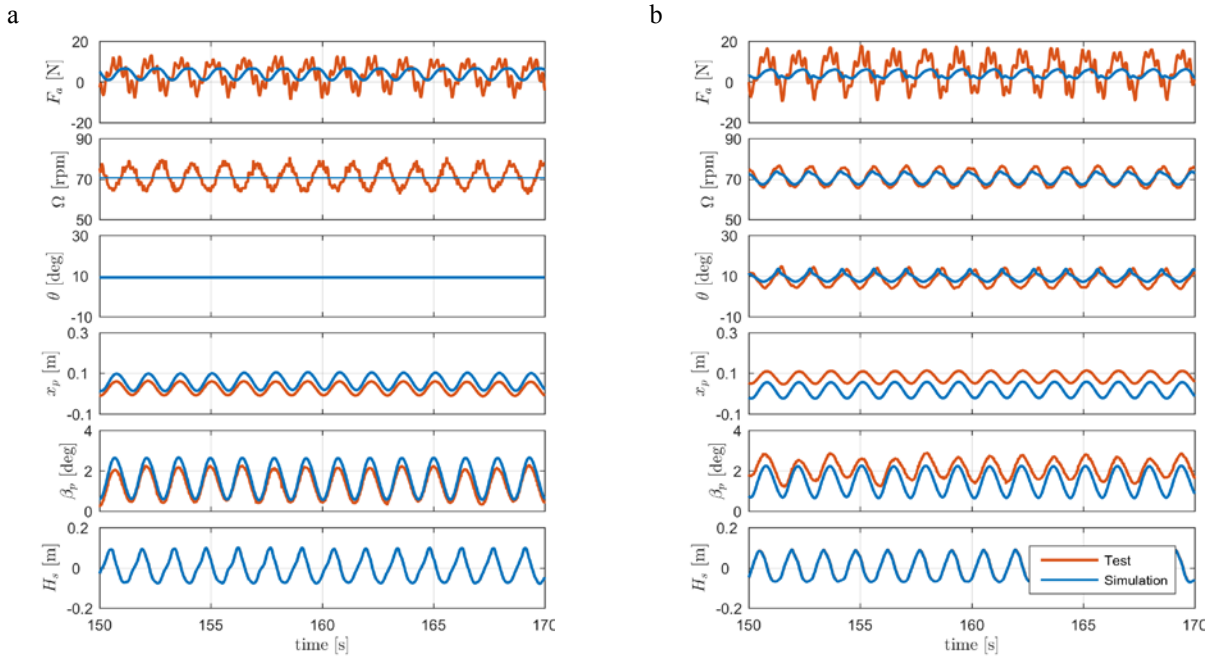 a
20
0
-20
F_a [N]
90
70
50
Ω [rpm]
30
10
-10
θ [deg]
0.3
0.1
-0.1
x_p [m]
4
2
0
β_p [deg]
0.2
0
-0.2
H_s [m]
150 155 160 165 170
time [s]
b
20
0
-20
F_a [N]
90
70
50
Ω [rpm]
30
10
-10
θ [deg]
0.3
0.1
-0.1
x_p [m]
4
2
0
β_p [deg]
0.2
0
-0.2
H_s [m]
Test
Simulation
150 155 160 165 170
time [s]